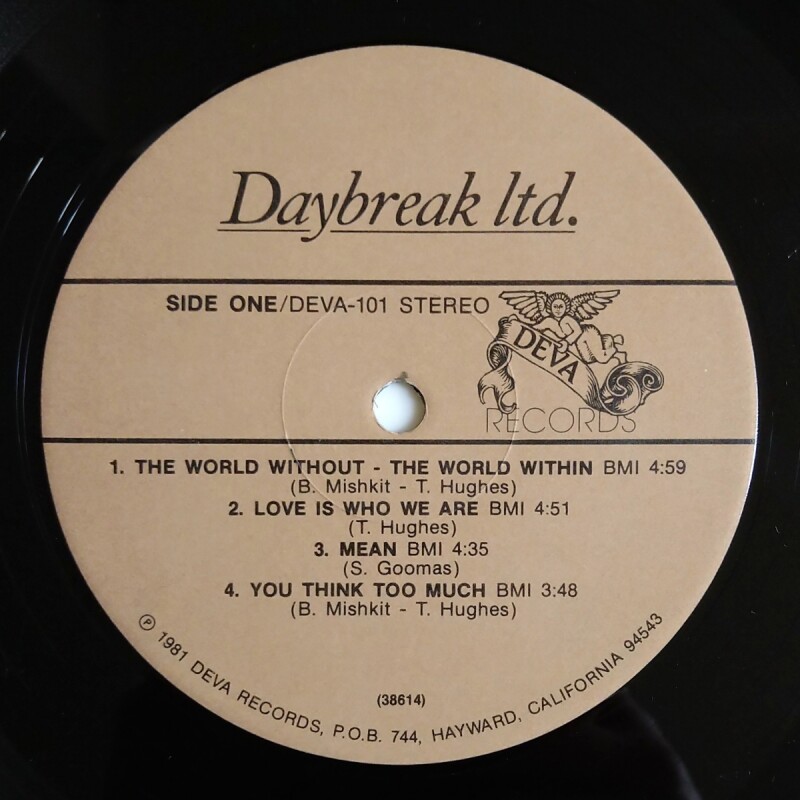 Daybreak ltd.
SIDE ONE/DEVA-101 STEREO
DEVA
RECORDS
1. THE WORLD WITHOUT - THE WORLD WITHIN BMI 4:59
(B. Mishkit - T. Hughes)
2. LOVE IS WHO WE ARE BMI 4:51
(T. Hughes)
3. MEAN BMI 4:35
(S. Goomas)
4. YOU THINK TOO MUCH BMI 3:48
(B. Mishkit - T. Hughes)
(38614)
℗ 1981 DEVA RECORDS, P.O.B. 744, HAYWARD, CALIFORNIA 94543